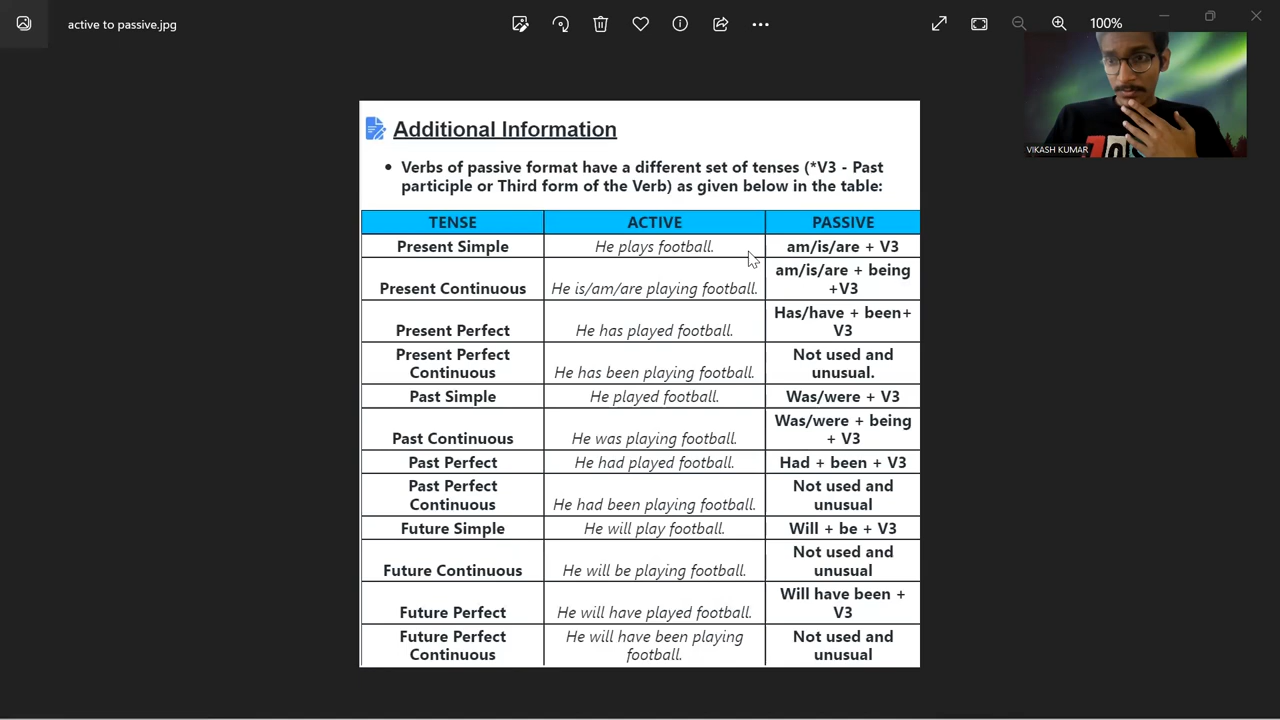 active to passive.jpg
100%
VIKASH KUMAR
Additional Information
• Verbs of passive format have a different set of tenses (*V3 - Past
participle or Third form of the Verb) as given below in the table:
TENSE ACTIVE PASSIVE
Present Simple He plays football. am/is/are + V3
Present Continuous He is/am/are playing football. am/is/are + being
+V3
Present Perfect He has played football. Has/have + been+
V3
Present Perfect
Continuous He has been playing football. Not used and
unusual.
Past Simple He played football. Was/were + V3
Past Continuous He was playing football. Was/were + being
+ V3
Past Perfect He had played football. Had + been + V3
Past Perfect
Continuous He had been playing football. Not used and
unusual
Future Simple He will play football. Will + be + V3
Future Continuous He will be playing football. Not used and
unusual
Future Perfect He will have played football. Will have been +
V3
Future Perfect
Continuous He will have been playing
football. Not used and
unusual